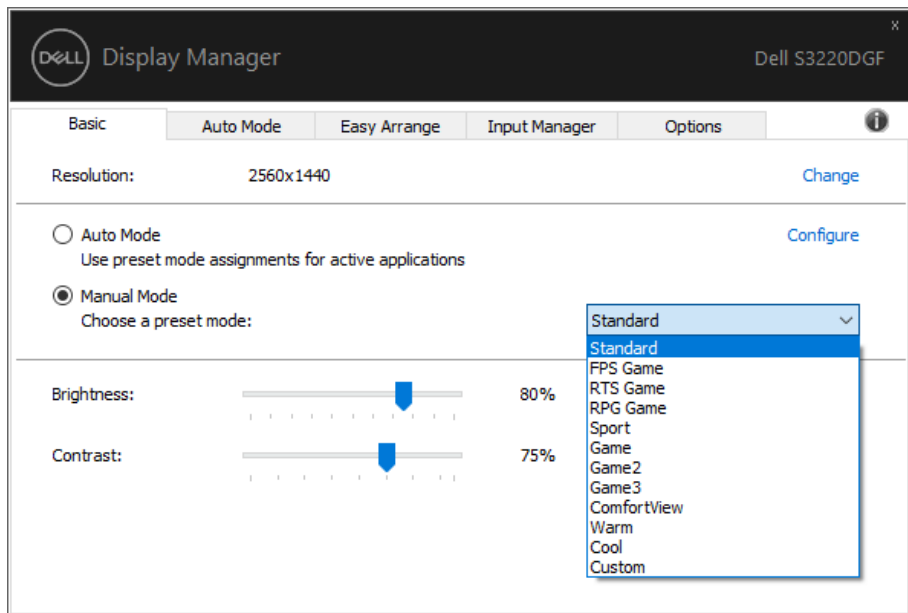 DELL Display Manager
x
Dell S3220DGF
Basic Auto Mode Easy Arrange Input Manager Options i
Resolution: 2560x1440 Change
Auto Mode Configure
Use preset mode assignments for active applications
Manual Mode
Choose a preset mode: Standard
Standard
FPS Game
RTS Game
RPG Game
Sport
Game
Game2
Game3
ComfortView
Warm
Cool
Custom
Brightness: 80%
Contrast: 75%